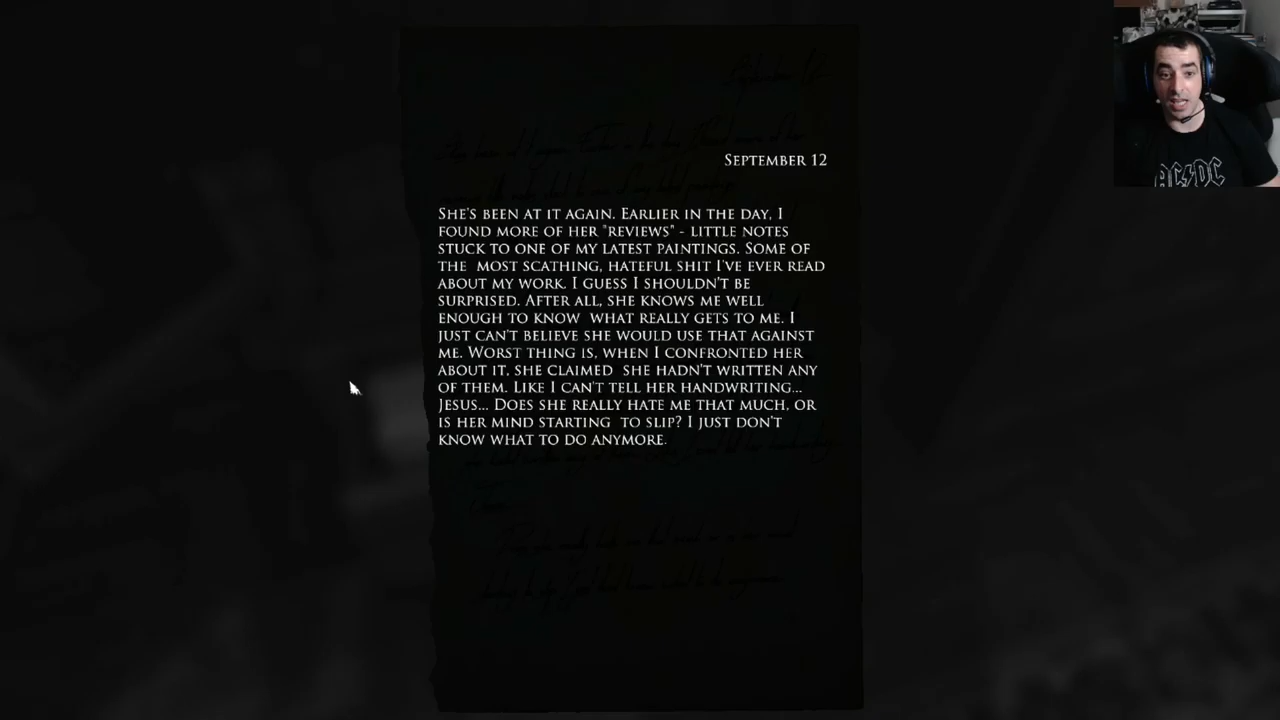 September 12
She's been at it again. Earlier in the day, I
found more of her "reviews" - little notes
stuck to one of my latest paintings. Some of
the most scathing, hateful shit I've ever read
about my work. I guess I shouldn't be
surprised. After all, she knows me well
enough to know what really gets to me. I
just can't believe she would use that against
me. Worst thing is, when I confronted her
about it, she claimed she hadn't written any
of them. Like I can't tell her handwriting...
Jesus... Does she really hate me that much, or
is her mind starting to slip? I just don't
know what to do anymore.
AC/DC